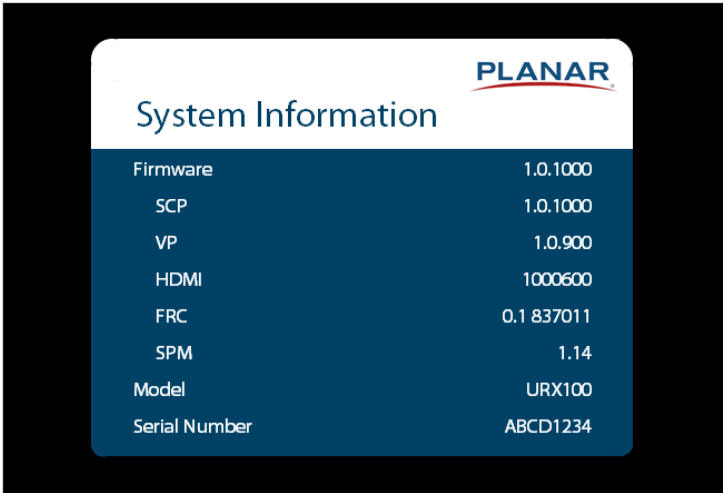 PLANAR
System Information
Firmware 1.0.1000
SCP 1.0.1000
VP 1.0.900
HDMI 1000600
FRC 0.1 837011
SPM 1.14
Model URX100
Serial Number ABCD1234